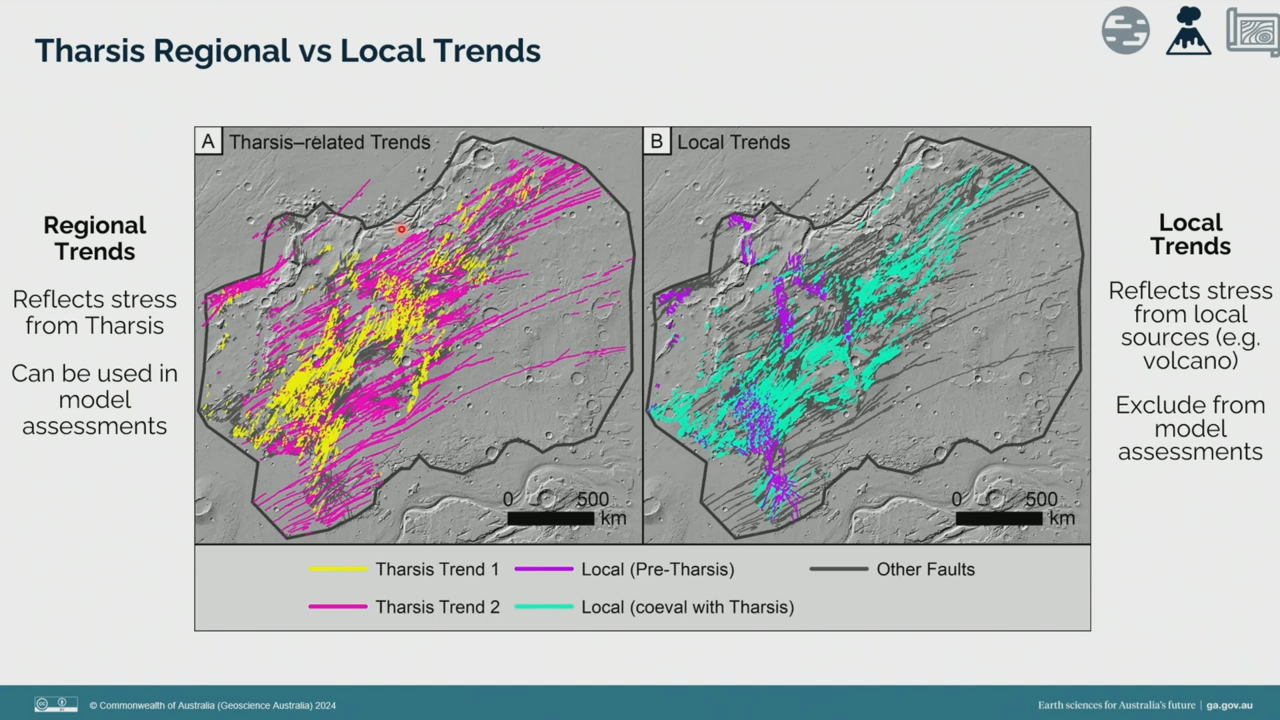 Tharsis Regional vs Local Trends
Regional
Trends
Reflects stress
from Tharsis
Can be used in
model
assessments
A
Tharsis–related Trends
0 500
km
B
Local Trends
0 500
km
Tharsis Trend 1
Local (Pre-Tharsis)
Other Faults
Tharsis Trend 2
Local (coeval with Tharsis)
Local
Trends
Reflects stress
from local
sources (e.g.
volcano)
Exclude from
model
assessments
© Commonwealth of Australia (Geoscience Australia) 2024
Earth sciences for Australia's future | ga.gov.au